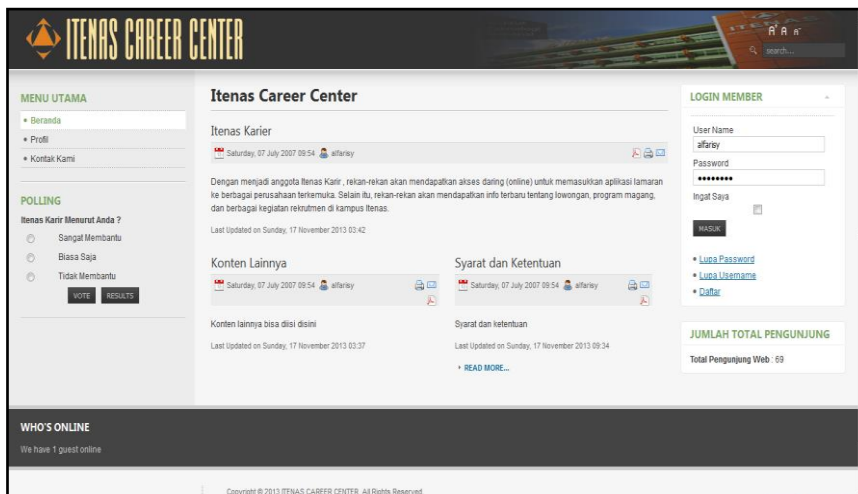 ITENAS CAREER CENTER
ITENAS
A+ A A-
search...
MENU UTAMA
Beranda
Profil
Kontak Kami
POLLING
Itenas Karir Menurut Anda ?
Sangat Membantu
Biasa Saja
Tidak Membantu
VOTE RESULTS
Itenas Career Center
Itenas Karier
Saturday, 07 July 2007 09:54 alfarisy
Dengan menjadi anggota Itenas Karir , rekan-rekan akan mendapatkan akses daring (online) untuk memasukkan aplikasi lamaran
ke berbagai perusahaan terkemuka. Selain itu, rekan-rekan akan mendapatkan info terbaru tentang lowongan, program magang,
dan berbagai kegiatan rekrutmen di kampus Itenas.
Last Updated on Sunday, 17 November 2013 03:42
Konten Lainnya
Saturday, 07 July 2007 09:54 alfarisy
Konten lainnya bisa diisi disini
Last Updated on Sunday, 17 November 2013 03:37
Syarat dan Ketentuan
Saturday, 07 July 2007 09:54 alfarisy
Syarat dan ketentuan
Last Updated on Sunday, 17 November 2013 09:34
READ MORE...
LOGIN MEMBER
User Name
alfarisy
Password
••••••••
Ingat Saya
MASUK
Lupa Password
Lupa Username
Daftar
JUMLAH TOTAL PENGUNJUNG
Total Pengunjung Web : 69
WHO'S ONLINE
We have 1 guest online
Copyright © 2013 ITENAS CAREER CENTER. All Rights Reserved.